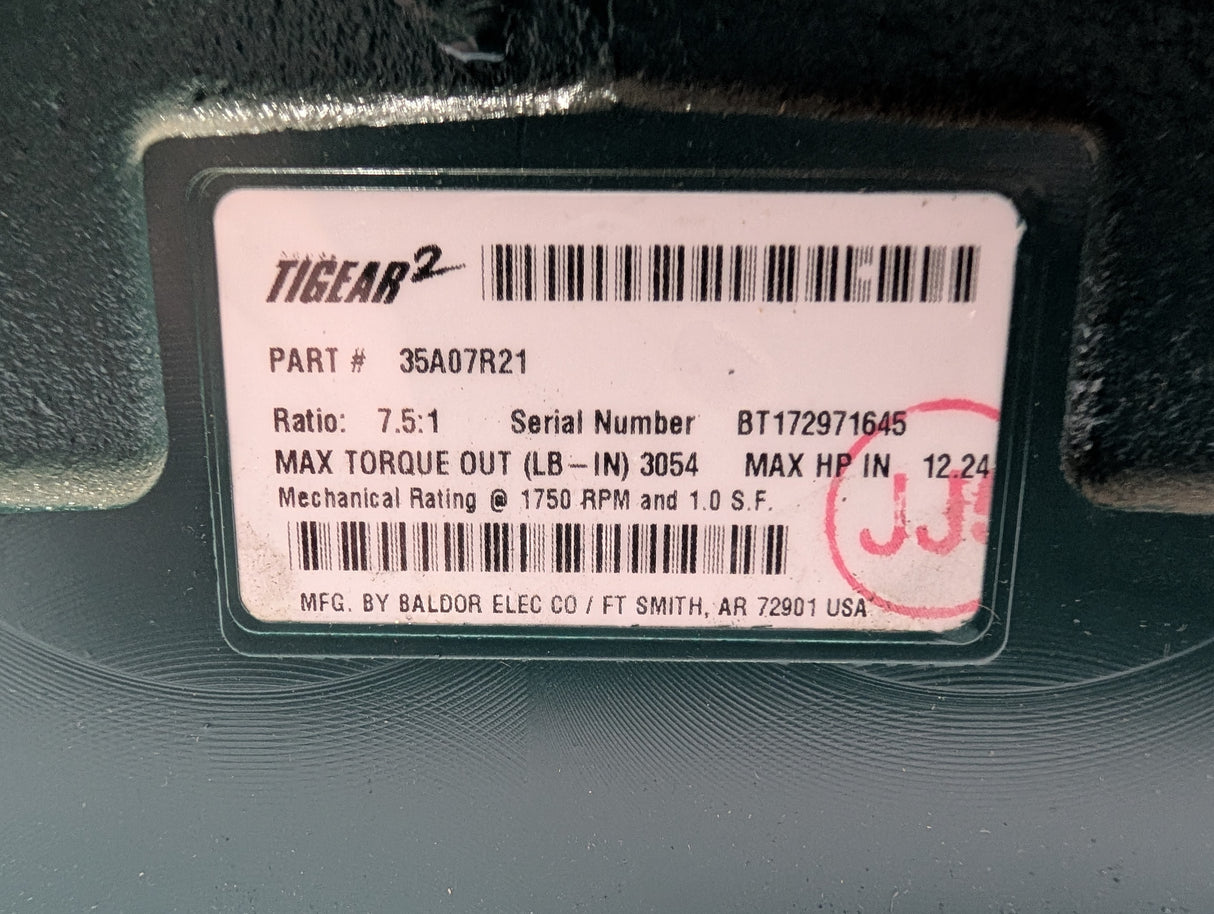 TIGEAR2
PART # 35A07R21
Ratio: 7.5:1 Serial Number BT172971645
MAX TORQUE OUT (LB-IN) 3054 MAX HP IN 12.24
Mechanical Rating @ 1750 RPM and 1.0 S.F.
JJ
MFG. BY BALDOR ELEC CO / FT SMITH, AR 72901 USA